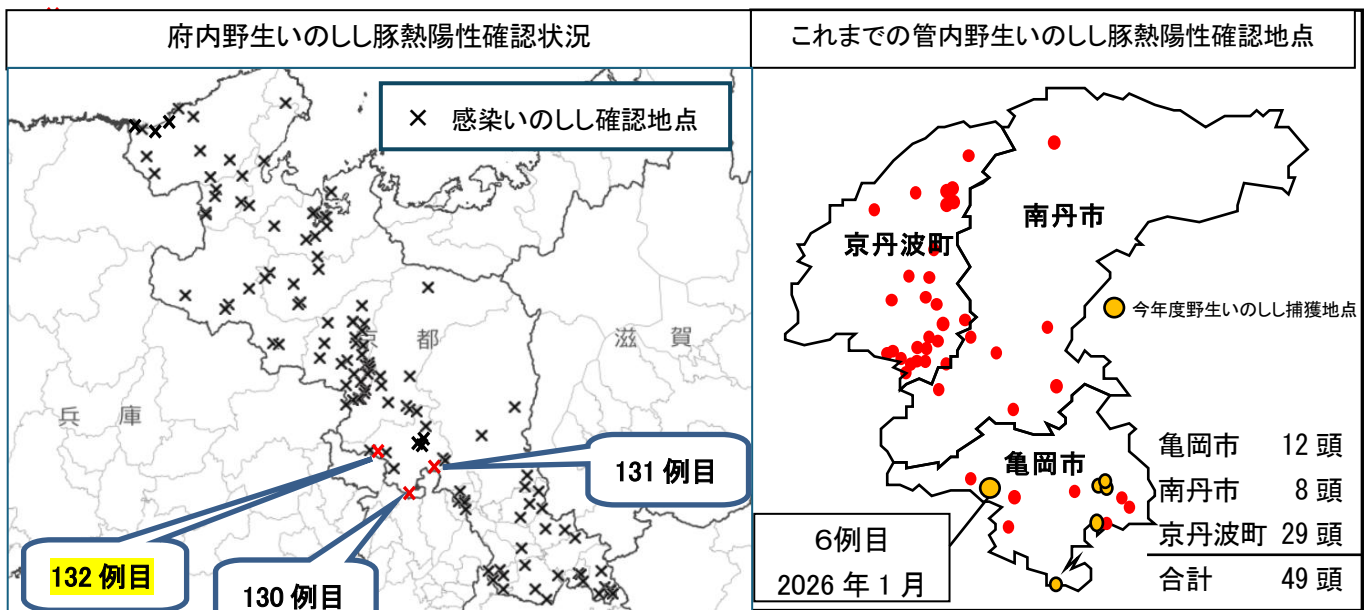 府内野生いのしし豚熱陽性確認状況
× 感染いのしし確認地点
京都
滋賀
兵庫
131 例目
132 例目
130 例目
これまでの管内野生いのしし豚熱陽性確認地点
南丹市
京丹波町
今年度野生いのしし捕獲地点
亀岡市
亀岡市 12 頭
南丹市 8 頭
京丹波町 29 頭
合計 49 頭
6例目
2026 年 1 月